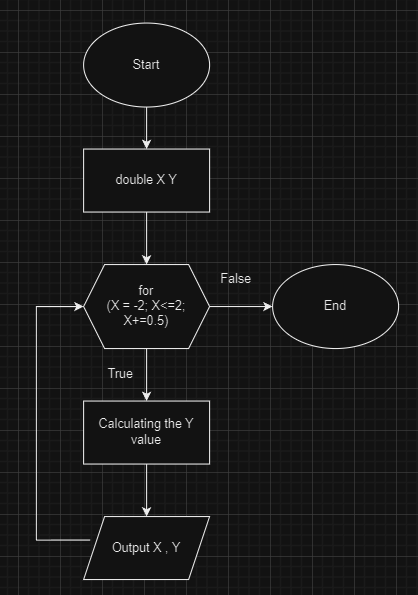 Start
double X Y
for
(X = -2; X<=2;
X+=0.5)
False
End
True
Calculating the Y
value
Output X , Y